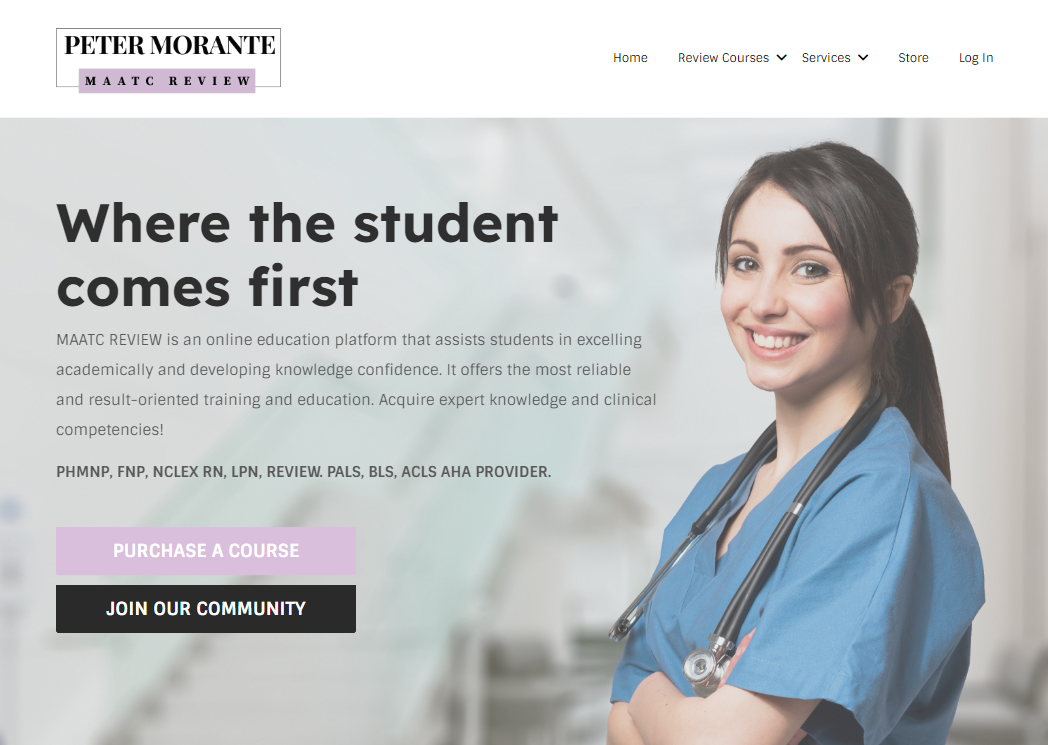 PETER MORANTE
MAATC REVIEW
Home Review Courses Services Store Log In
Where the student
comes first
MAATC REVIEW is an online education platform that assists students in excelling
academically and developing knowledge confidence. It offers the most reliable
and result-oriented training and education. Acquire expert knowledge and clinical
competencies!
PHMNP, FNP, NCLEX RN, LPN, REVIEW. PALS, BLS, ACLS AHA PROVIDER.
PURCHASE A COURSE
JOIN OUR COMMUNITY